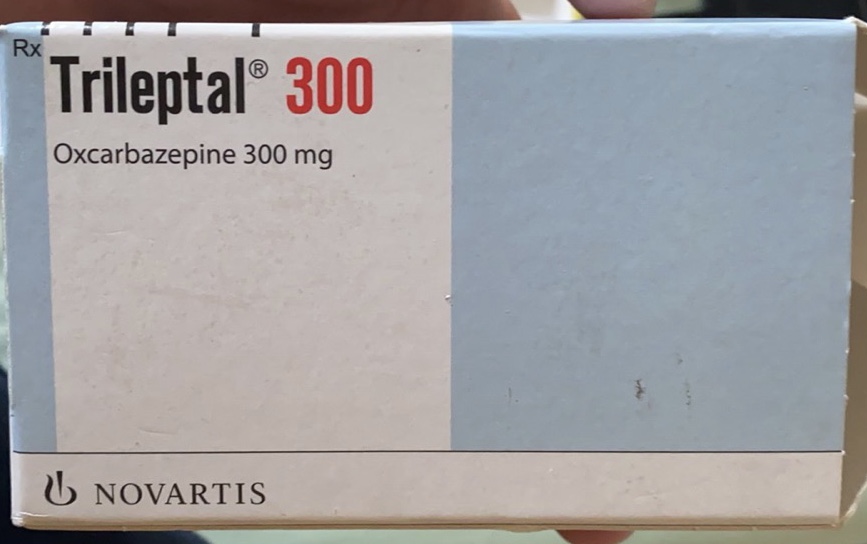 Rx
Trileptal® 300
Oxcarbazepine 300 mg
NOVARTIS